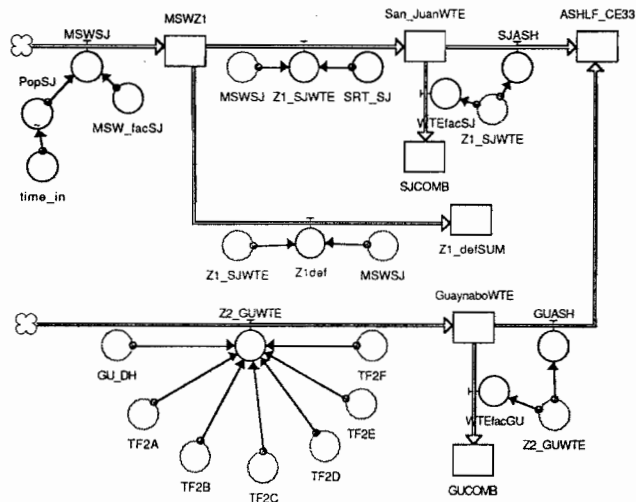 MSWSJ
MSWZ1
San_JuanWTE
SJASH
ASHLF_CE33
PopSJ
MSW_facSJ
time_in
MSWSJ
Z1_SJWTE
SRT_SJ
WTEfacSJ
Z1_SJWTE
SJCOMB
Z1_defSUM
Z1_SJWTE
Z1def
MSWSJ
Z2_GUWTE
GuaynaboWTE
GUASH
GU_DH
TF2F
TF2A
TF2B
TF2C
TF2D
TF2E
WTEfacGU
Z2_GUWTE
GUCOMB